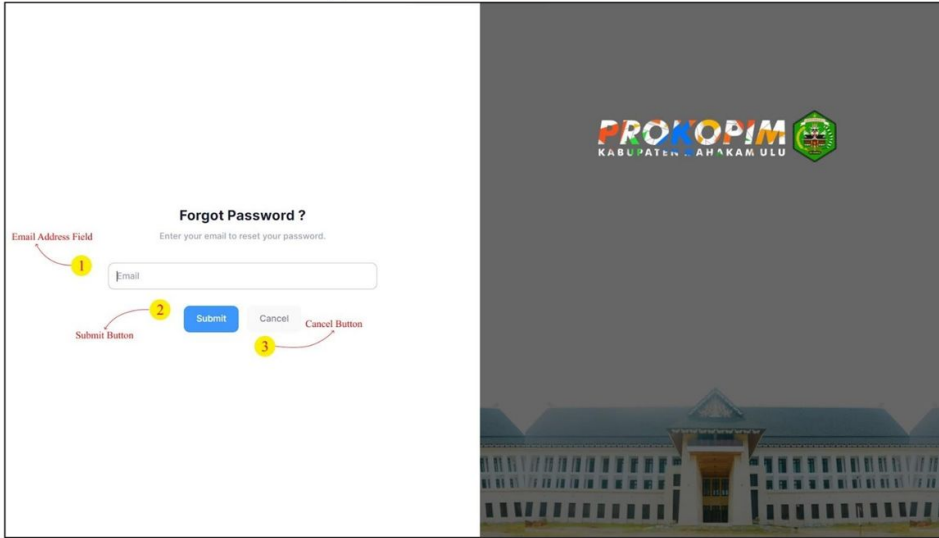 PROKOPIM
KABUPATEN MAHAKAM ULU
Forgot Password ?
Enter your email to reset your password.
Email Address Field
1
Email
2
Submit
Cancel
Submit Button
Cancel Button
3